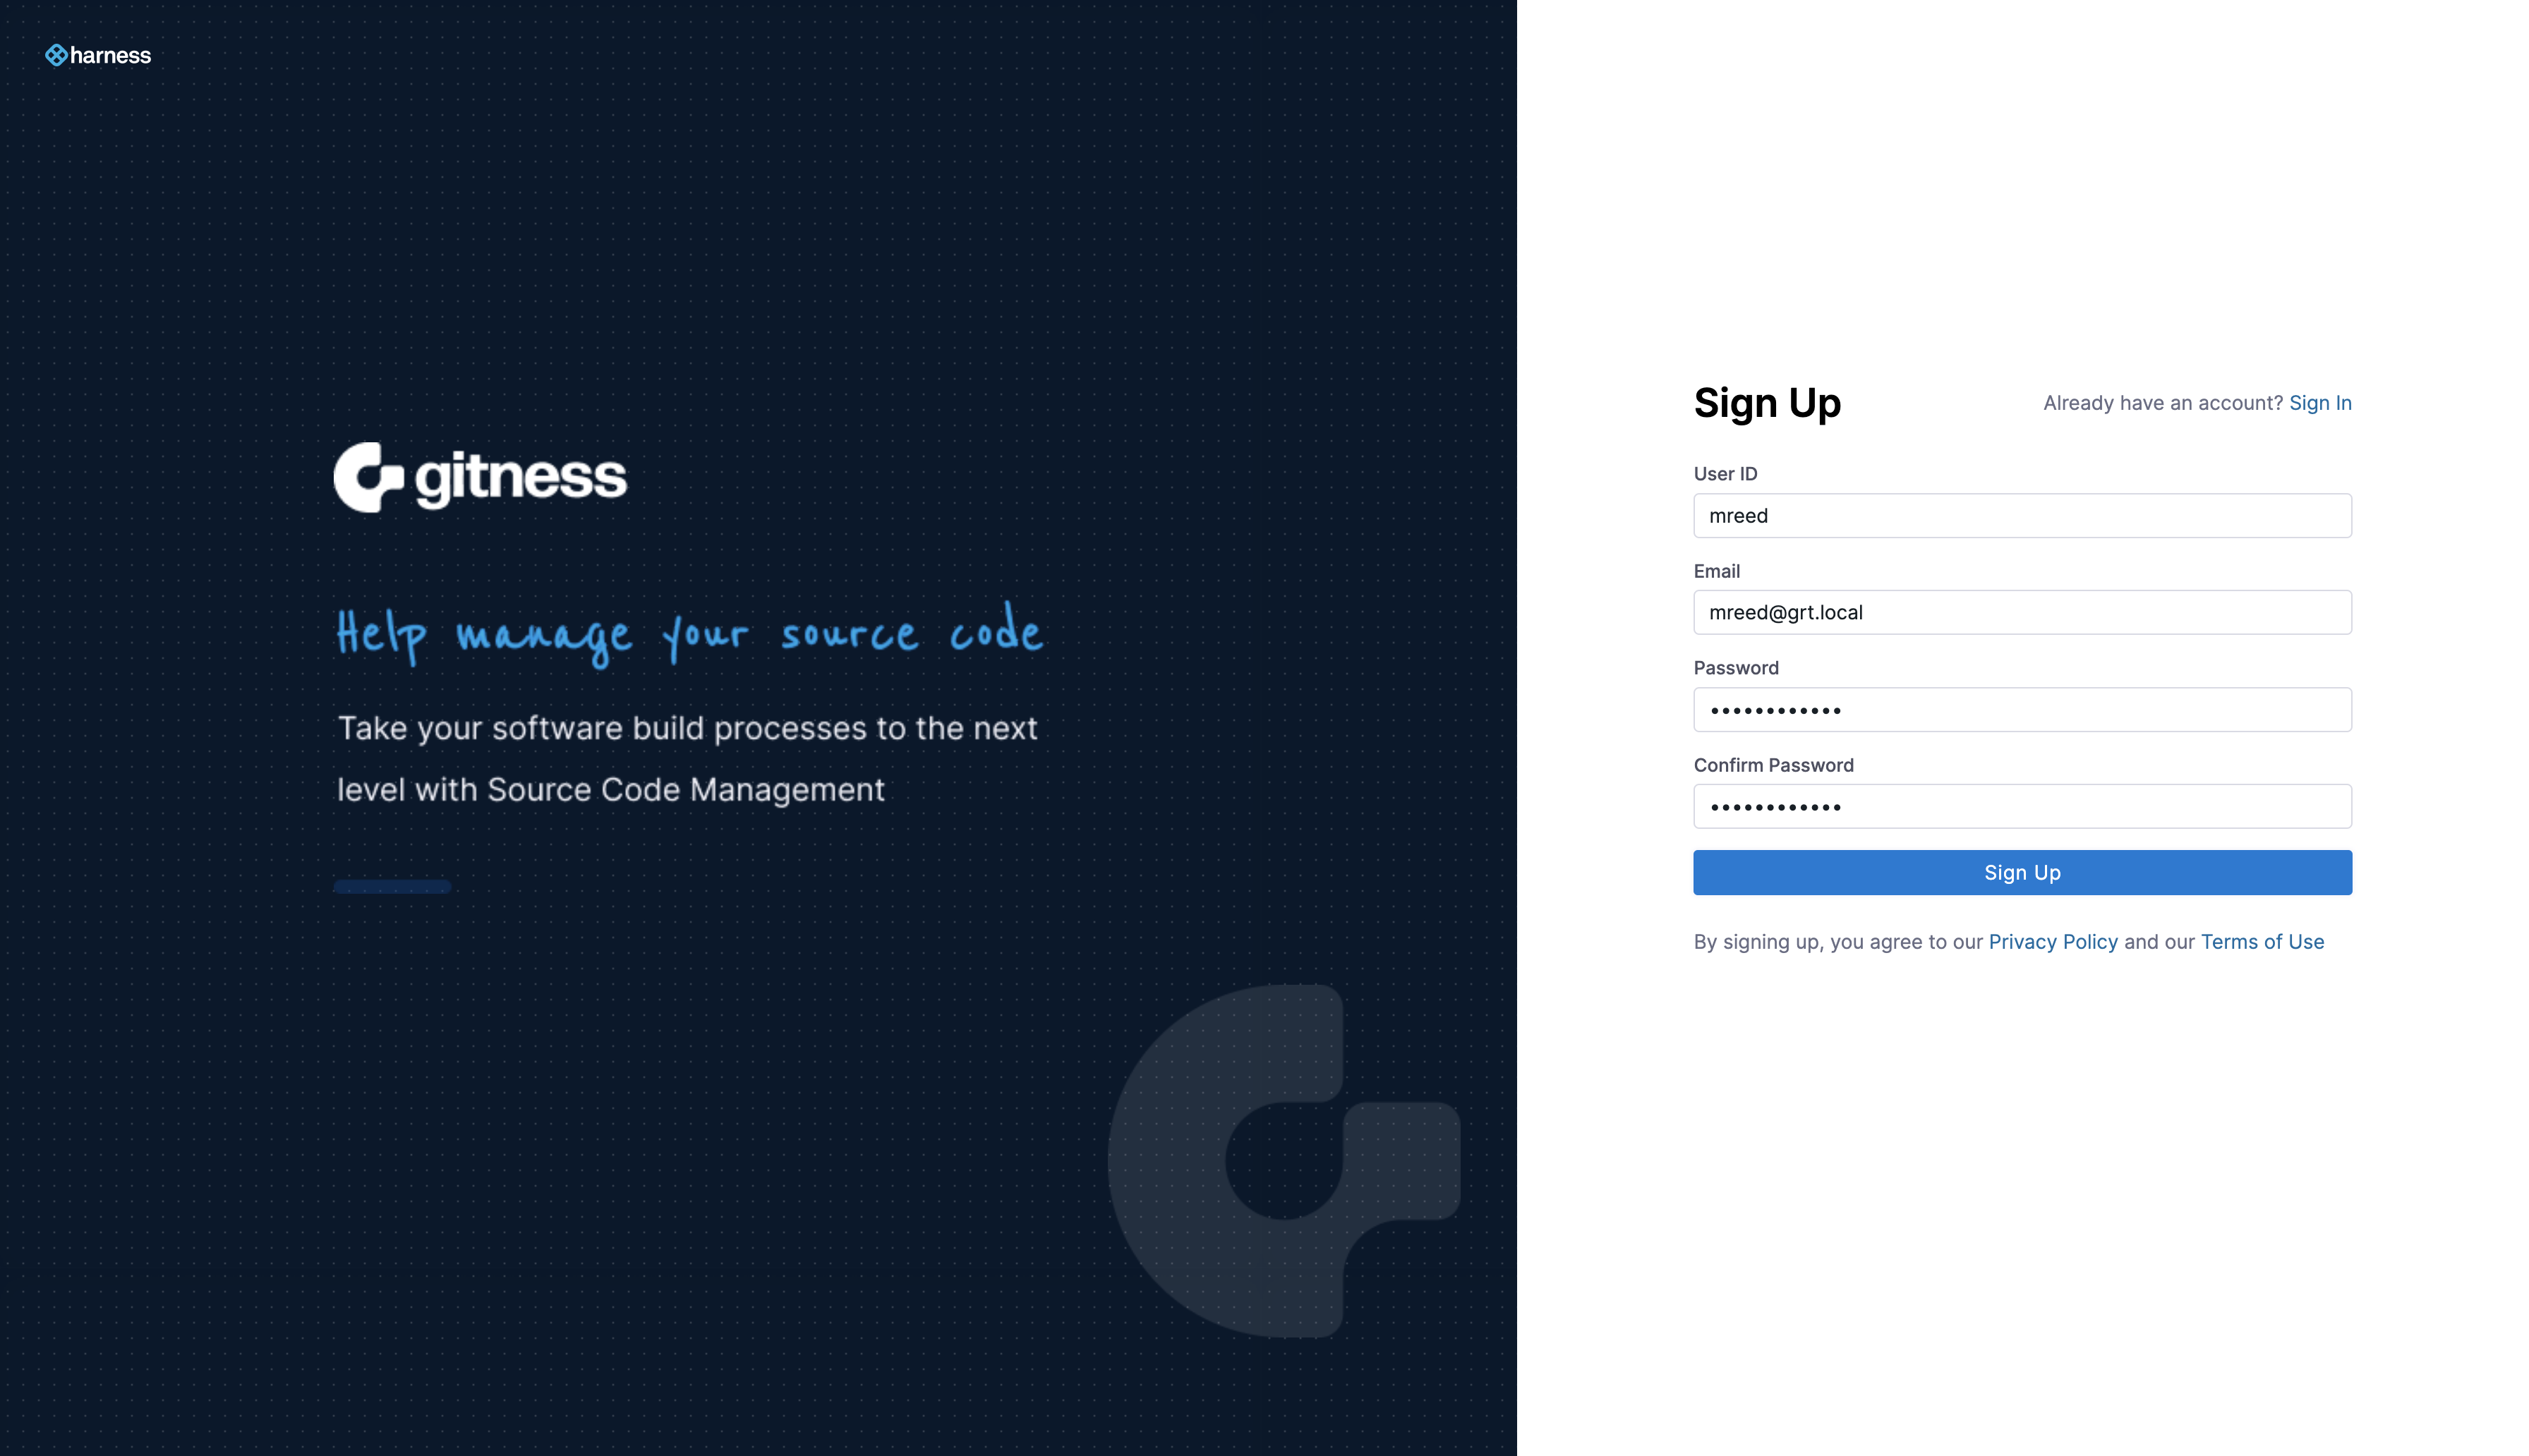 harness
gitness
Help manage your source code
Take your software build processes to the next
level with Source Code Management
Sign Up
Already have an account? Sign In
User ID
mreed
Email
mreed@grt.local
Password
••••••••••••
Confirm Password
••••••••••••
Sign Up
By signing up, you agree to our Privacy Policy and our Terms of Use